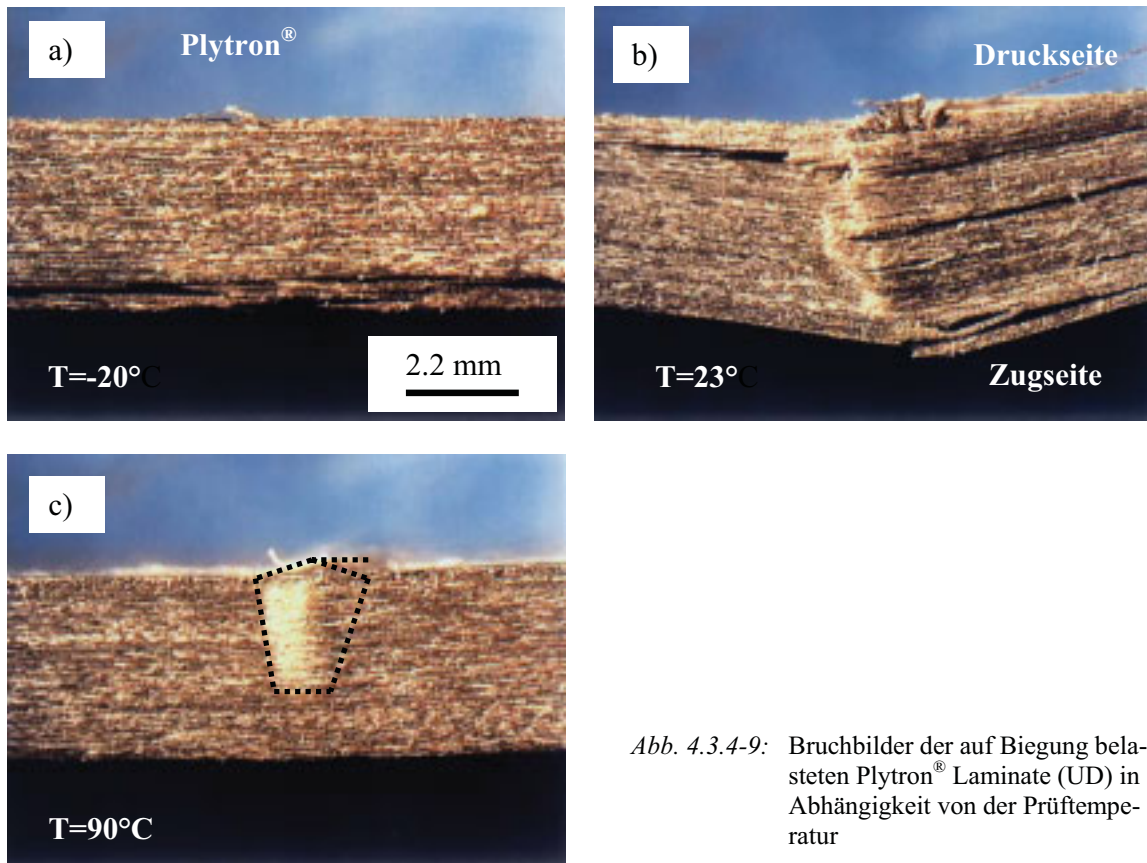 a)
Plytron®
T=-20°C
2.2 mm
b)
Druckseite
T=23°C
Zugseite
c)
T=90°C
Abb. 4.3.4-9: Bruchbilder der auf Biegung bela-
steten Plytron® Laminate (UD) in
Abhängigkeit von der Prüftempe-
ratur